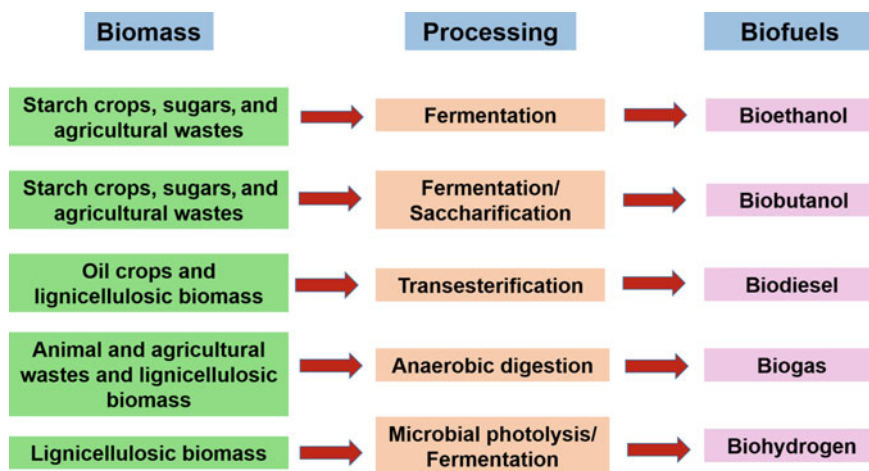 Biomass
Processing
Biofuels
Starch crops, sugars, and
agricultural wastes
Fermentation
Bioethanol
Starch crops, sugars, and
agricultural wastes
Fermentation/
Saccharification
Biobutanol
Oil crops and
lignicellulosic biomass
Transesterification
Biodiesel
Animal and agricultural
wastes and lignicellulosic
biomass
Anaerobic digestion
Biogas
Lignicellulosic biomass
Microbial photolysis/
Fermentation
Biohydrogen